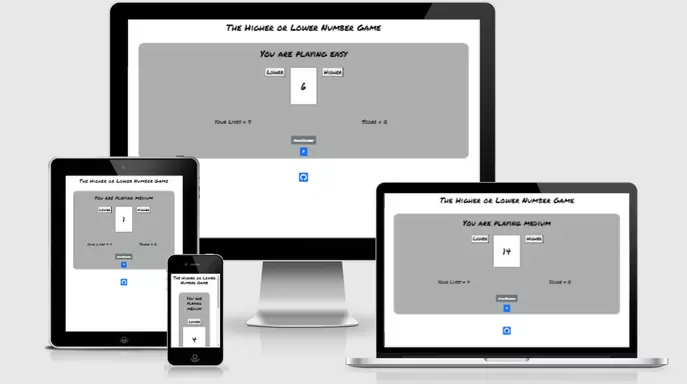 The Higher or Lower Number Game
You are playing easy
Lower
6
Higher
Your Lives = 5
Score = 0
?
The Higher or Lower Number Game
You are playing medium
Lower
1
Higher
Your Lives = 4
Score = 0
?
The Higher or Lower
Number Game
You are
playing
medium
Lower
4
The Higher or Lower Number Game
You are playing medium
Lower
14
Higher
Your Lives = 4
Score = 0
?